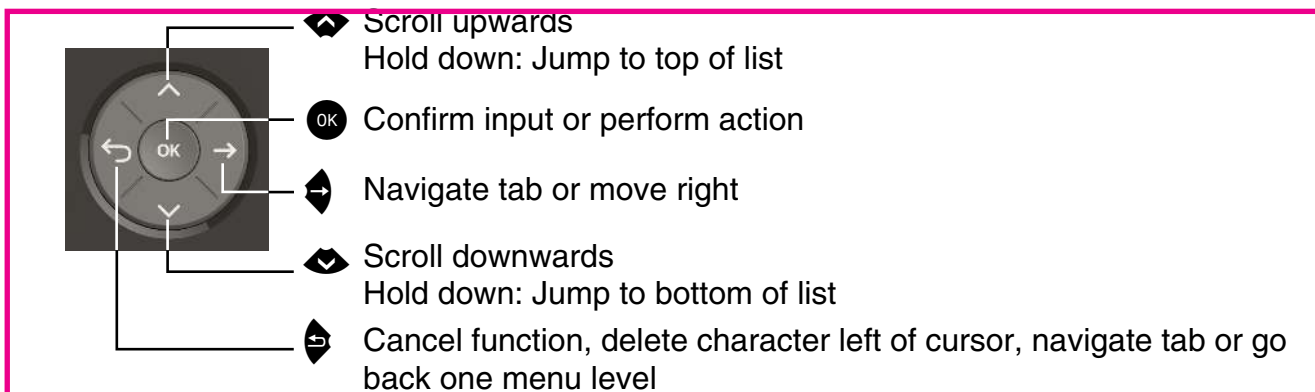 Scroll upwards
Hold down: Jump to top of list
OK
OK Confirm input or perform action
Navigate tab or move right
Scroll downwards
Hold down: Jump to bottom of list
Cancel function, delete character left of cursor, navigate tab or go
back one menu level